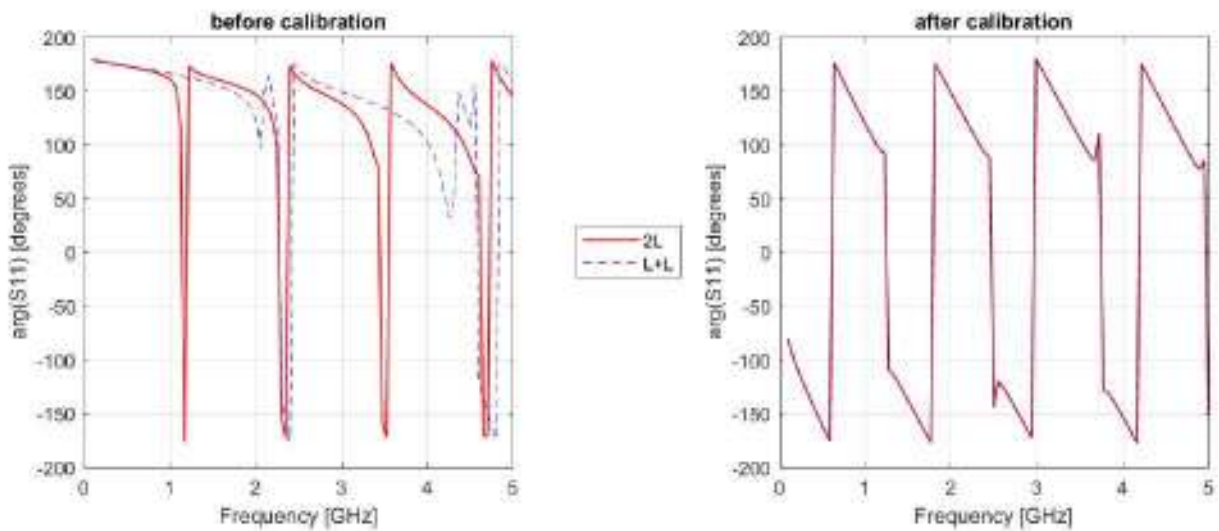 before calibration
200
150
100
50
0
-50
-100
-150
-200
arg(S11) [degrees]
0 1 2 3 4 5
Frequency [GHz]
2L
L+L
after calibration
200
150
100
50
0
-50
-100
-150
-200
arg(S11) [degrees]
0 1 2 3 4 5
Frequency [GHz]